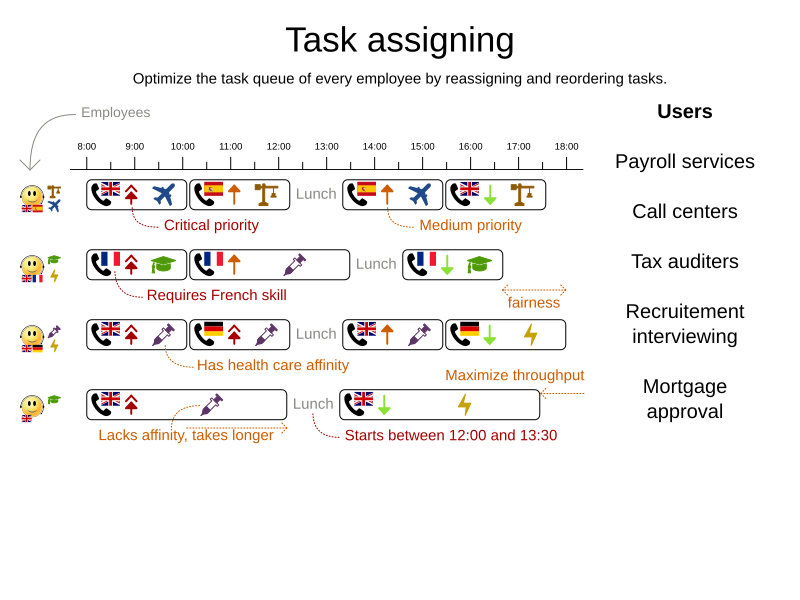 Task assigning
Optimize the task queue of every employee by reassigning and reordering tasks.
Employees
Users
8:00 9:00 10:00 11:00 12:00 13:00 14:00 15:00 16:00 17:00 18:00
Payroll services
Lunch
Call centers
Critical priority
Medium priority
Lunch
Tax auditers
Requires French skill
fairness
Recruitement
interviewing
Lunch
Has health care affinity
Maximize throughput
Mortgage
approval
Lunch
Lacks affinity, takes longer
Starts between 12:00 and 13:30